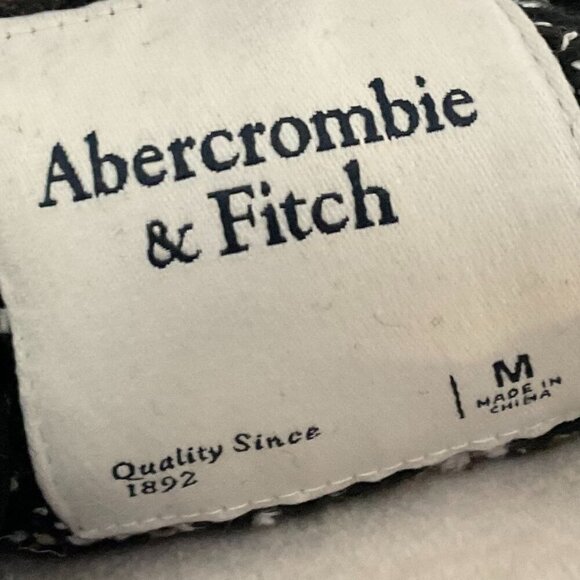 Abercrombie
& Fitch
M
MADE IN
CHINA
Quality Since
1892